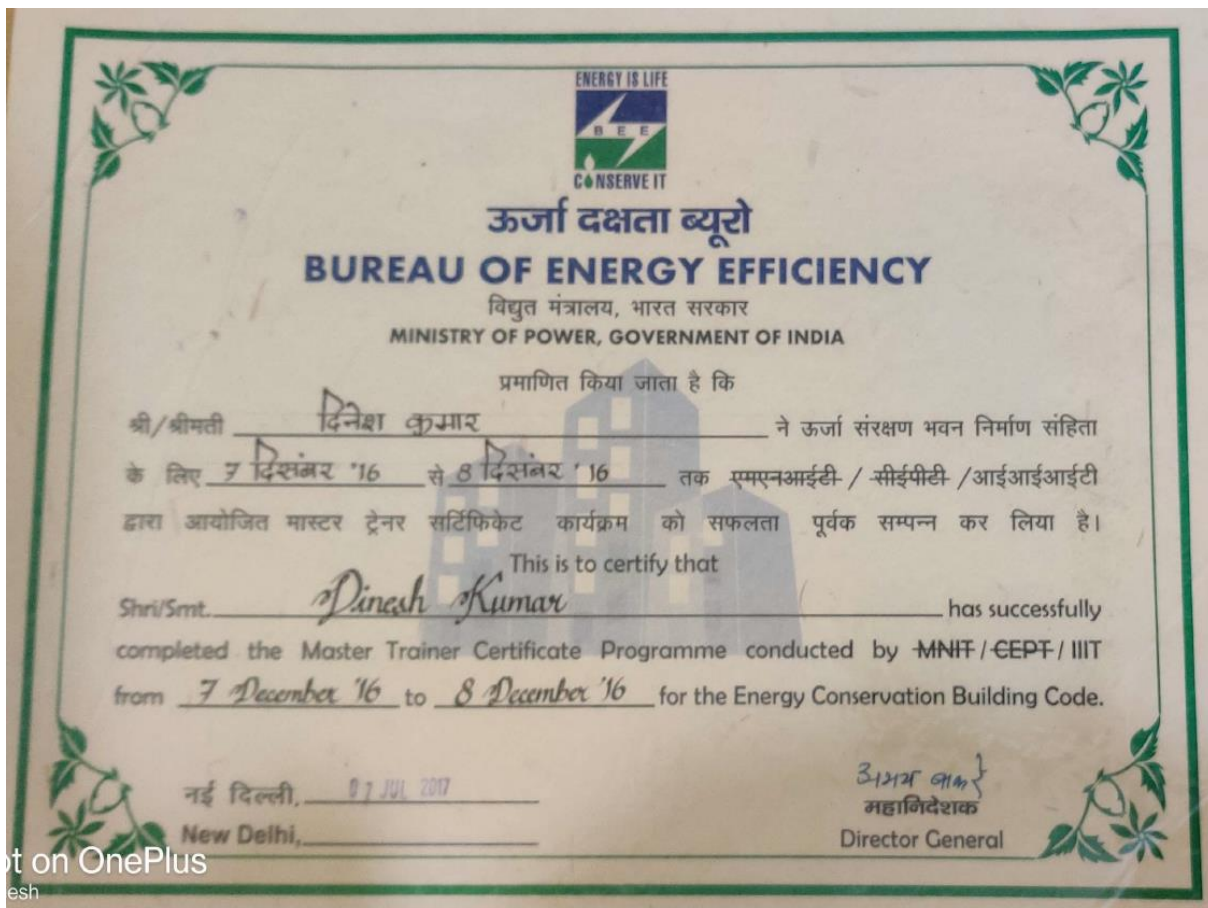 ENERGY IS LIFE
BEE
CONSERVE IT
ऊर्जा दक्षता ब्यूरो
BUREAU OF ENERGY EFFICIENCY
विद्युत मंत्रालय, भारत सरकार
MINISTRY OF POWER, GOVERNMENT OF INDIA
प्रमाणित किया जाता है कि
श्री/श्रीमती दिनेश कुमार ने ऊर्जा संरक्षण भवन निर्माण संहिता
के लिए 7 दिसंबर '16 से 8 दिसंबर '16 तक एमएनआईटी / सीईपीटी /आईआईआईटी
द्वारा आयोजित मास्टर ट्रेनर सर्टिफिकेट कार्यक्रम को सफलता पूर्वक सम्पन्न कर लिया है।
This is to certify that
Shri/Smt. Dinesh Kumar has successfully
completed the Master Trainer Certificate Programme conducted by MNIT / CEPT / IIIT
from 7 December '16 to 8 December '16 for the Energy Conservation Building Code.
नई दिल्ली, 07 JUL 2017
New Delhi,
अभय बाकरे
महानिदेशक
Director General
ot on OnePlus
esh